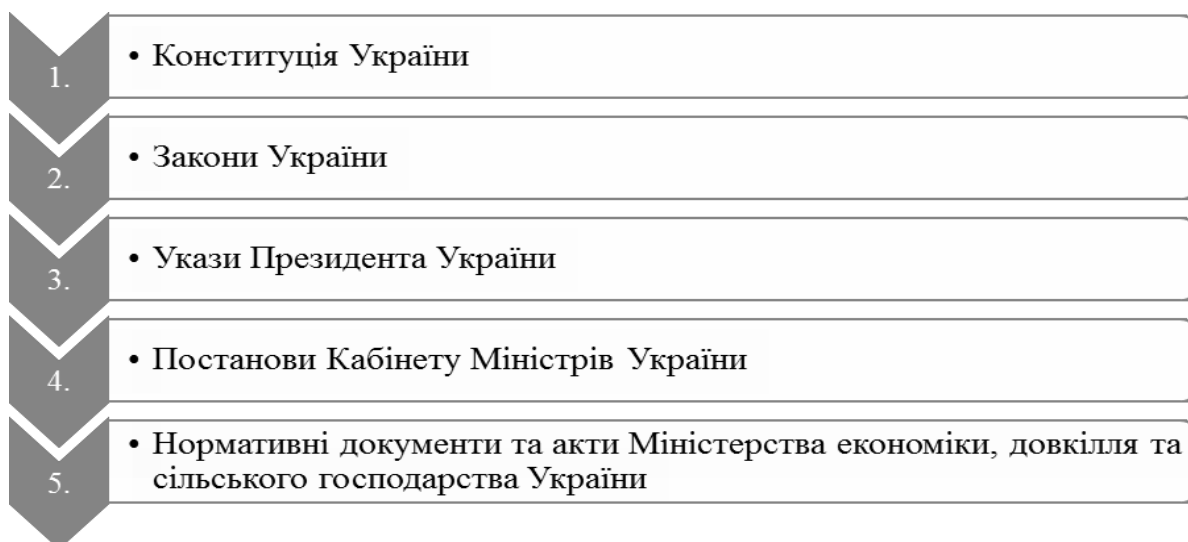 1.
• Конституція України
2.
• Закони України
3.
• Укази Президента України
4.
• Постанови Кабінету Міністрів України
5.
• Нормативні документи та акти Міністерства економіки, довкілля та
сільського господарства України